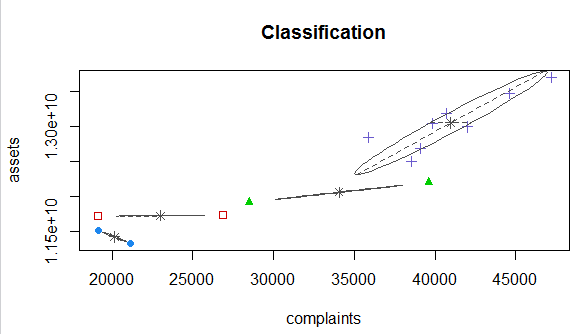 Classification
assets
1.30e+10
1.15e+10
20000 25000 30000 35000 40000 45000
complaints